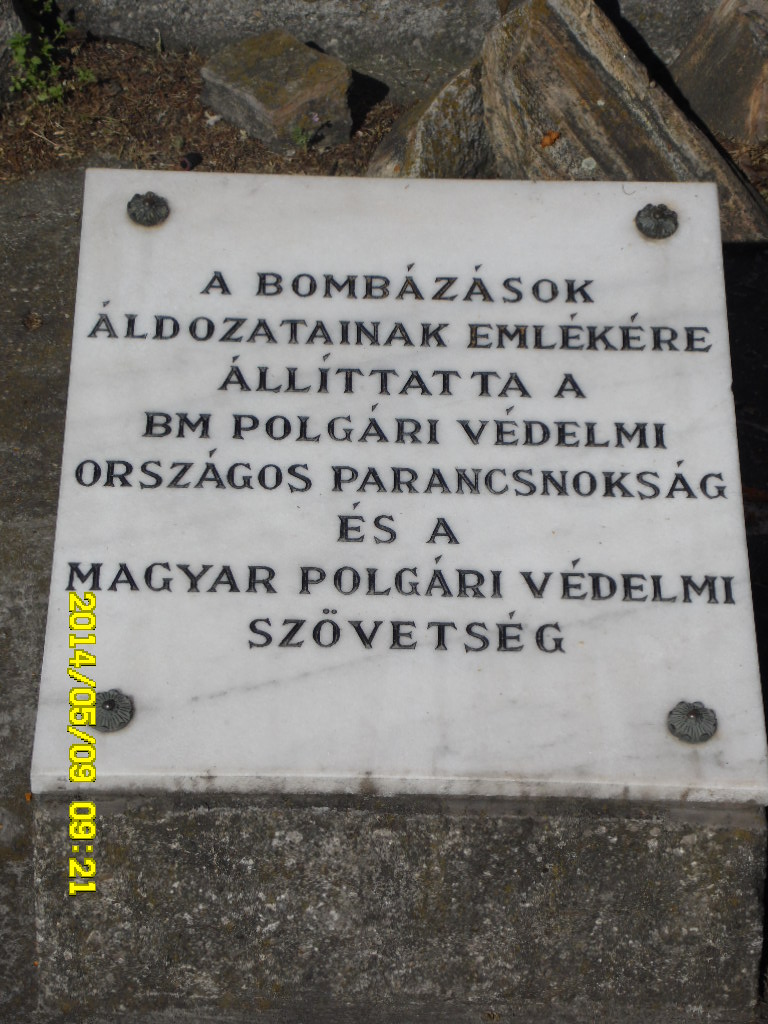 A BOMBÁZÁSOK
ÁLDOZATAINAK EMLÉKÉRE
ÁLLÍTTATTA A
BM POLGÁRI VÉDELMI
ORSZÁGOS PARANCSNOKSÁG
ÉS A
MAGYAR POLGÁRI VÉDELMI
SZÖVETSÉG
2014/05/09 09:21